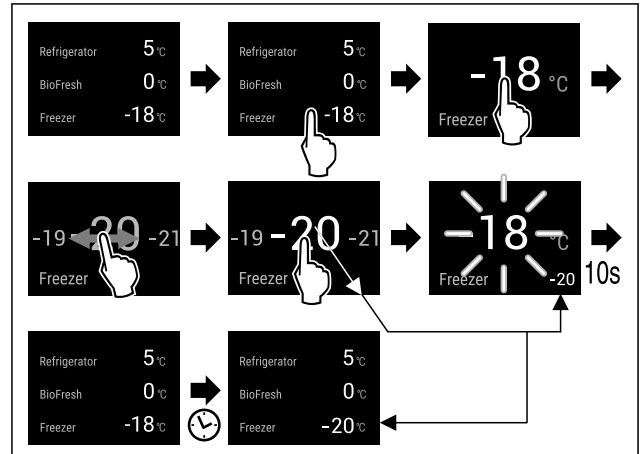 Refrigerator 5 °C
BioFresh 0 °C
Freezer -18 °C
Refrigerator 5 °C
BioFresh 0 °C
Freezer -18 °C
-18 °C
Freezer
-19 -20 -21
Freezer
-19 -20 -21
Freezer
-18 °C
Freezer -20
10s
Refrigerator 5 °C
BioFresh 0 °C
Freezer -18 °C
Refrigerator 5 °C
BioFresh 0 °C
Freezer -20 °C